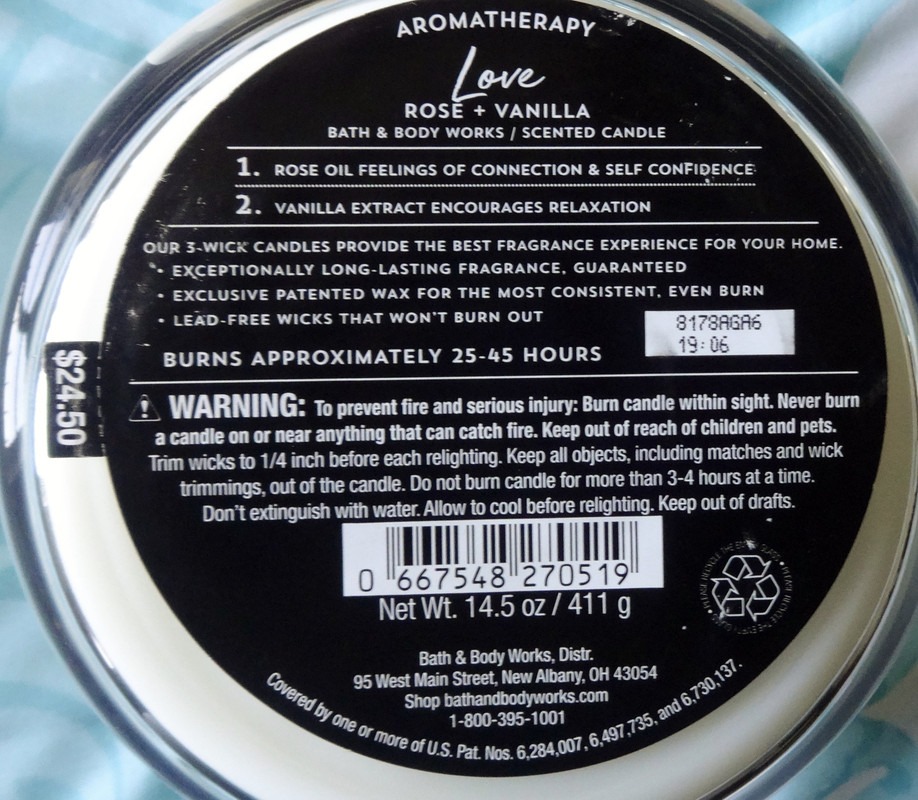 AROMATHERAPY
Love
ROSE + VANILLA
BATH & BODY WORKS / SCENTED CANDLE
1. ROSE OIL FEELINGS OF CONNECTION & SELF CONFIDENCE
2. VANILLA EXTRACT ENCOURAGES RELAXATION
OUR 3-WICK CANDLES PROVIDE THE BEST FRAGRANCE EXPERIENCE FOR YOUR HOME.
• EXCEPTIONALLY LONG-LASTING FRAGRANCE, GUARANTEED
• EXCLUSIVE PATENTED WAX FOR THE MOST CONSISTENT, EVEN BURN
• LEAD-FREE WICKS THAT WON'T BURN OUT
8178AGA6
19:06
BURNS APPROXIMATELY 25-45 HOURS
$24.50
WARNING: To prevent fire and serious injury: Burn candle within sight. Never burn
a candle on or near anything that can catch fire. Keep out of reach of children and pets.
Trim wicks to 1/4 inch before each relighting. Keep all objects, including matches and wick
trimmings, out of the candle. Do not burn candle for more than 3-4 hours at a time.
Don't extinguish with water. Allow to cool before relighting. Keep out of drafts.
0 667548 270519
Net Wt. 14.5 oz / 411 g
Bath & Body Works, Distr.
95 West Main Street, New Albany, OH 43054
Shop bathandbodyworks.com
1-800-395-1001
Covered by one or more of U.S. Pat. Nos. 6,284,007, 6,497,735, and 6,730,137.